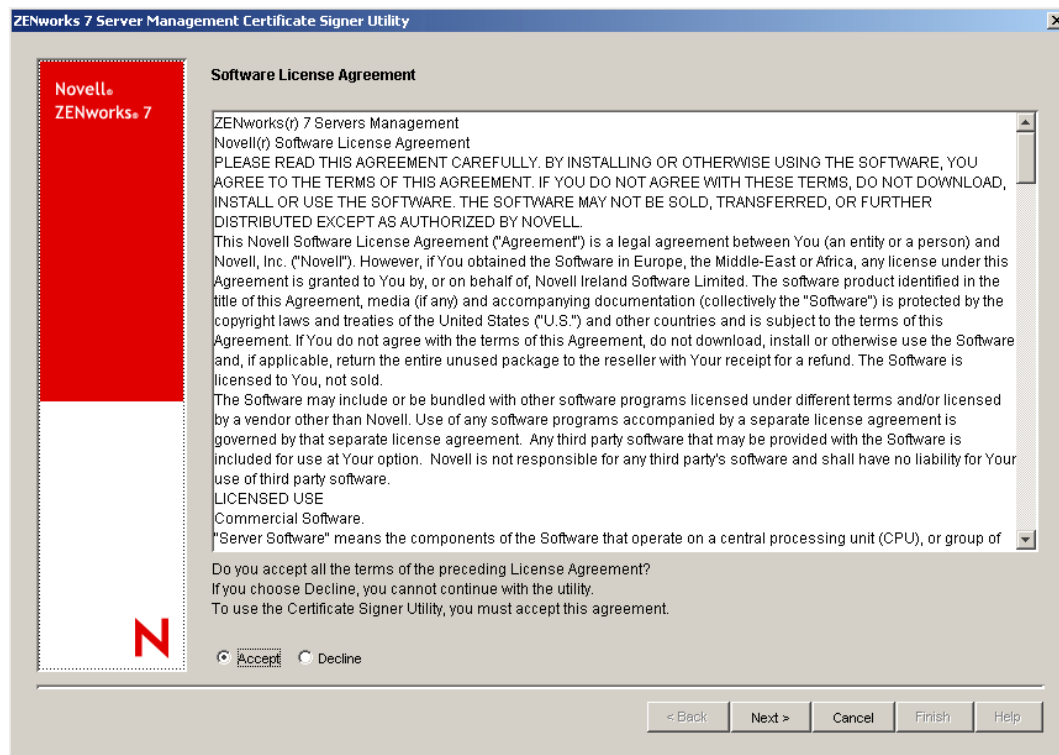 ZENworks 7 Server Management Certificate Signer Utility
Novell®
ZENworks® 7
Software License Agreement
ZENworks(r) 7 Servers Management
Novell(r) Software License Agreement
PLEASE READ THIS AGREEMENT CAREFULLY. BY INSTALLING OR OTHERWISE USING THE SOFTWARE, YOU
AGREE TO THE TERMS OF THIS AGREEMENT. IF YOU DO NOT AGREE WITH THESE TERMS, DO NOT DOWNLOAD,
INSTALL OR USE THE SOFTWARE. THE SOFTWARE MAY NOT BE SOLD, TRANSFERRED, OR FURTHER
DISTRIBUTED EXCEPT AS AUTHORIZED BY NOVELL.
This Novell Software License Agreement ("Agreement") is a legal agreement between You (an entity or a person) and
Novell, Inc. ("Novell"). However, if You obtained the Software in Europe, the Middle-East or Africa, any license under this
Agreement is granted to You by, or on behalf of, Novell Ireland Software Limited. The software product identified in the
title of this Agreement, media (if any) and accompanying documentation (collectively the "Software") is protected by the
copyright laws and treaties of the United States ("U.S.") and other countries and is subject to the terms of this
Agreement. If You do not agree with the terms of this Agreement, do not download, install or otherwise use the Software
and, if applicable, return the entire unused package to the reseller with Your receipt for a refund. The Software is
licensed to You, not sold.
The Software may include or be bundled with other software programs licensed under different terms and/or licensed
by a vendor other than Novell. Use of any software programs accompanied by a separate license agreement is
governed by that separate license agreement.  Any third party software that may be provided with the Software is
included for use at Your option.  Novell is not responsible for any third party's software and shall have no liability for Your
use of third party software.
LICENSED USE
Commercial Software.
"Server Software" means the components of the Software that operate on a central processing unit (CPU), or group of
Do you accept all the terms of the preceding License Agreement?
If you choose Decline, you cannot continue with the utility.
To use the Certificate Signer Utility, you must accept this agreement.
N
Accept Decline
< Back Next > Cancel Finish Help